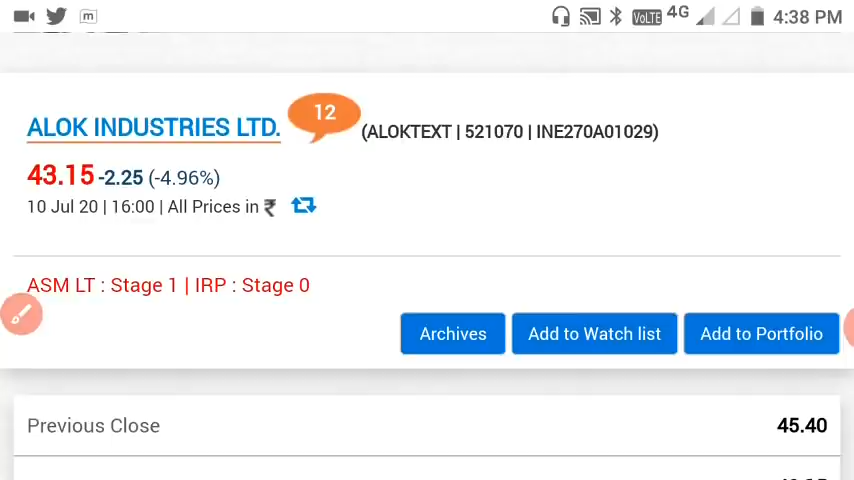 m VoLTE 4G 4:38 PM
ALOK INDUSTRIES LTD. 12 (ALOKTEXT | 521070 | INE270A01029)
43.15 -2.25 (-4.96%)
10 Jul 20 | 16:00 | All Prices in ₹
ASM LT : Stage 1 | IRP : Stage 0
Archives Add to Watch list Add to Portfolio
Previous Close 45.40